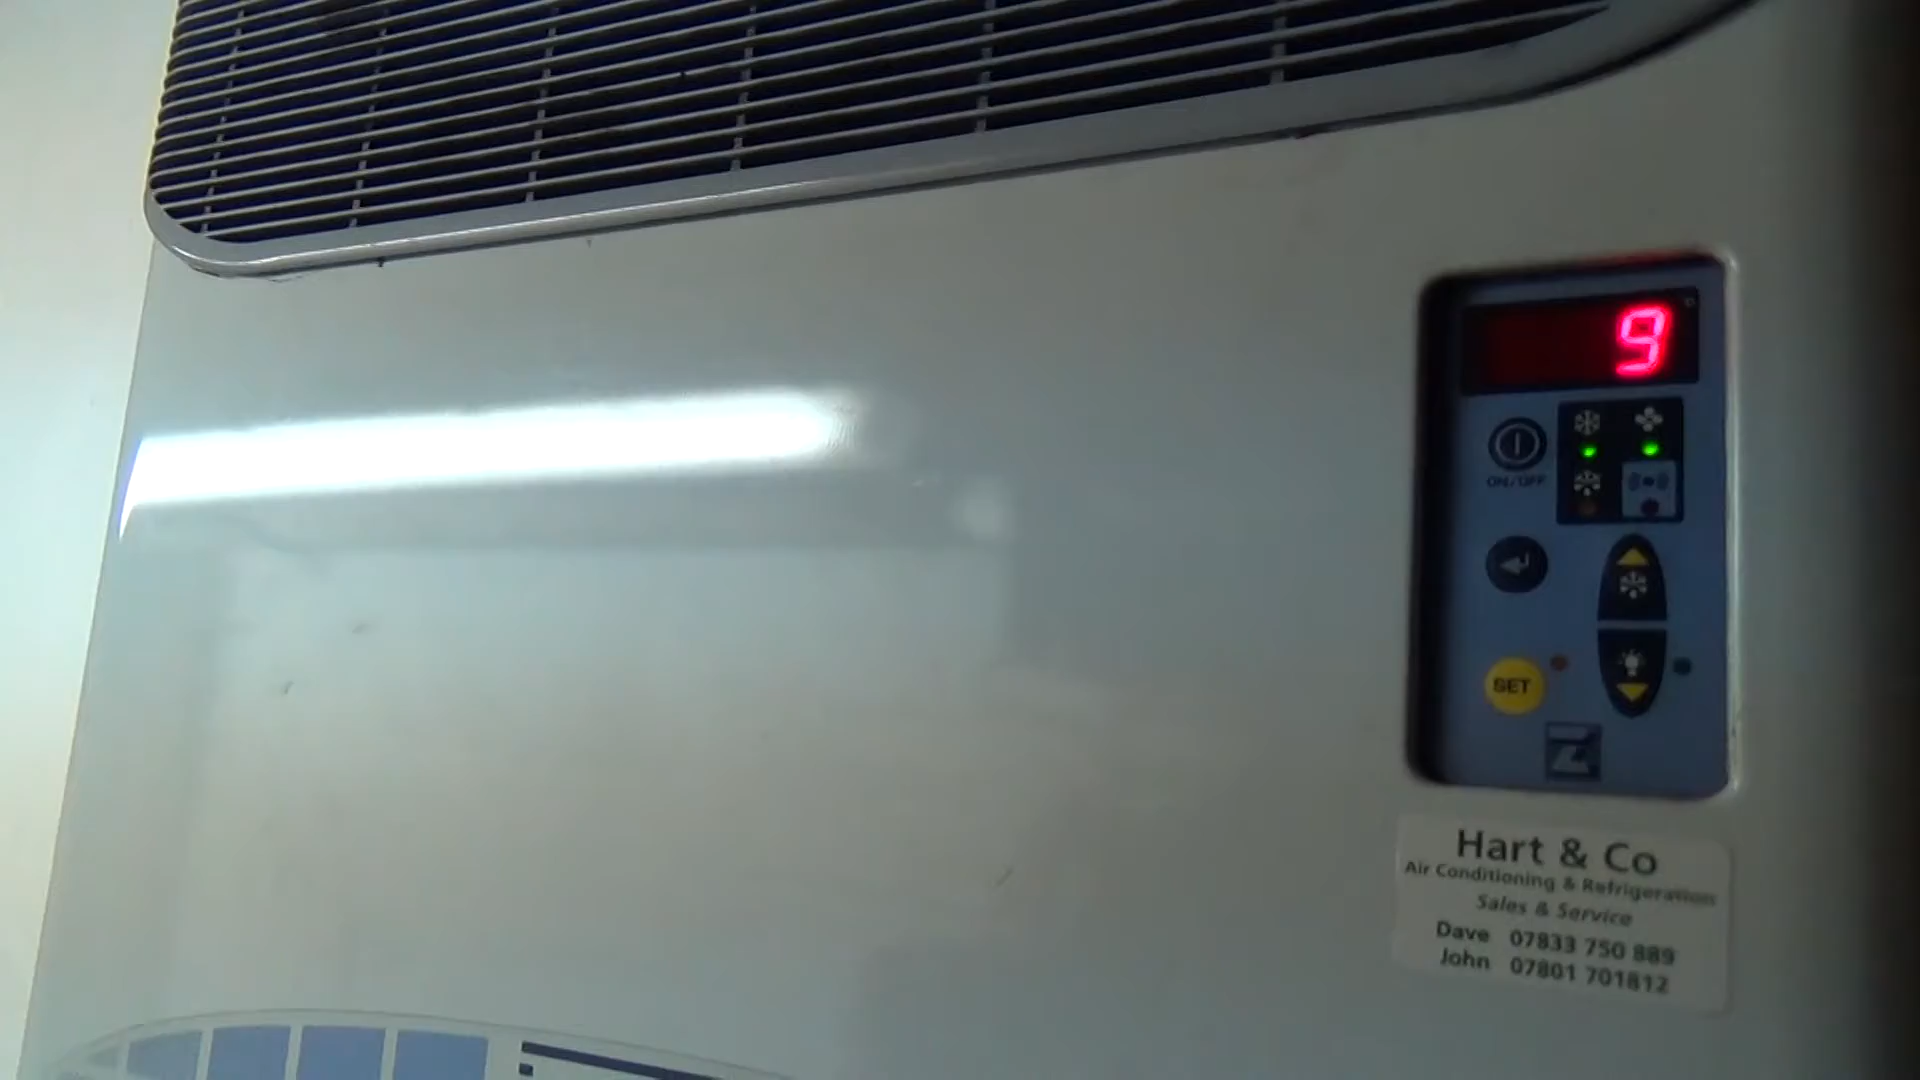 9
ON/OFF
SET
Hart & Co
Air Conditioning & Refrigeration
Sales & Service
Dave 07833 750 889
John 07801 701812